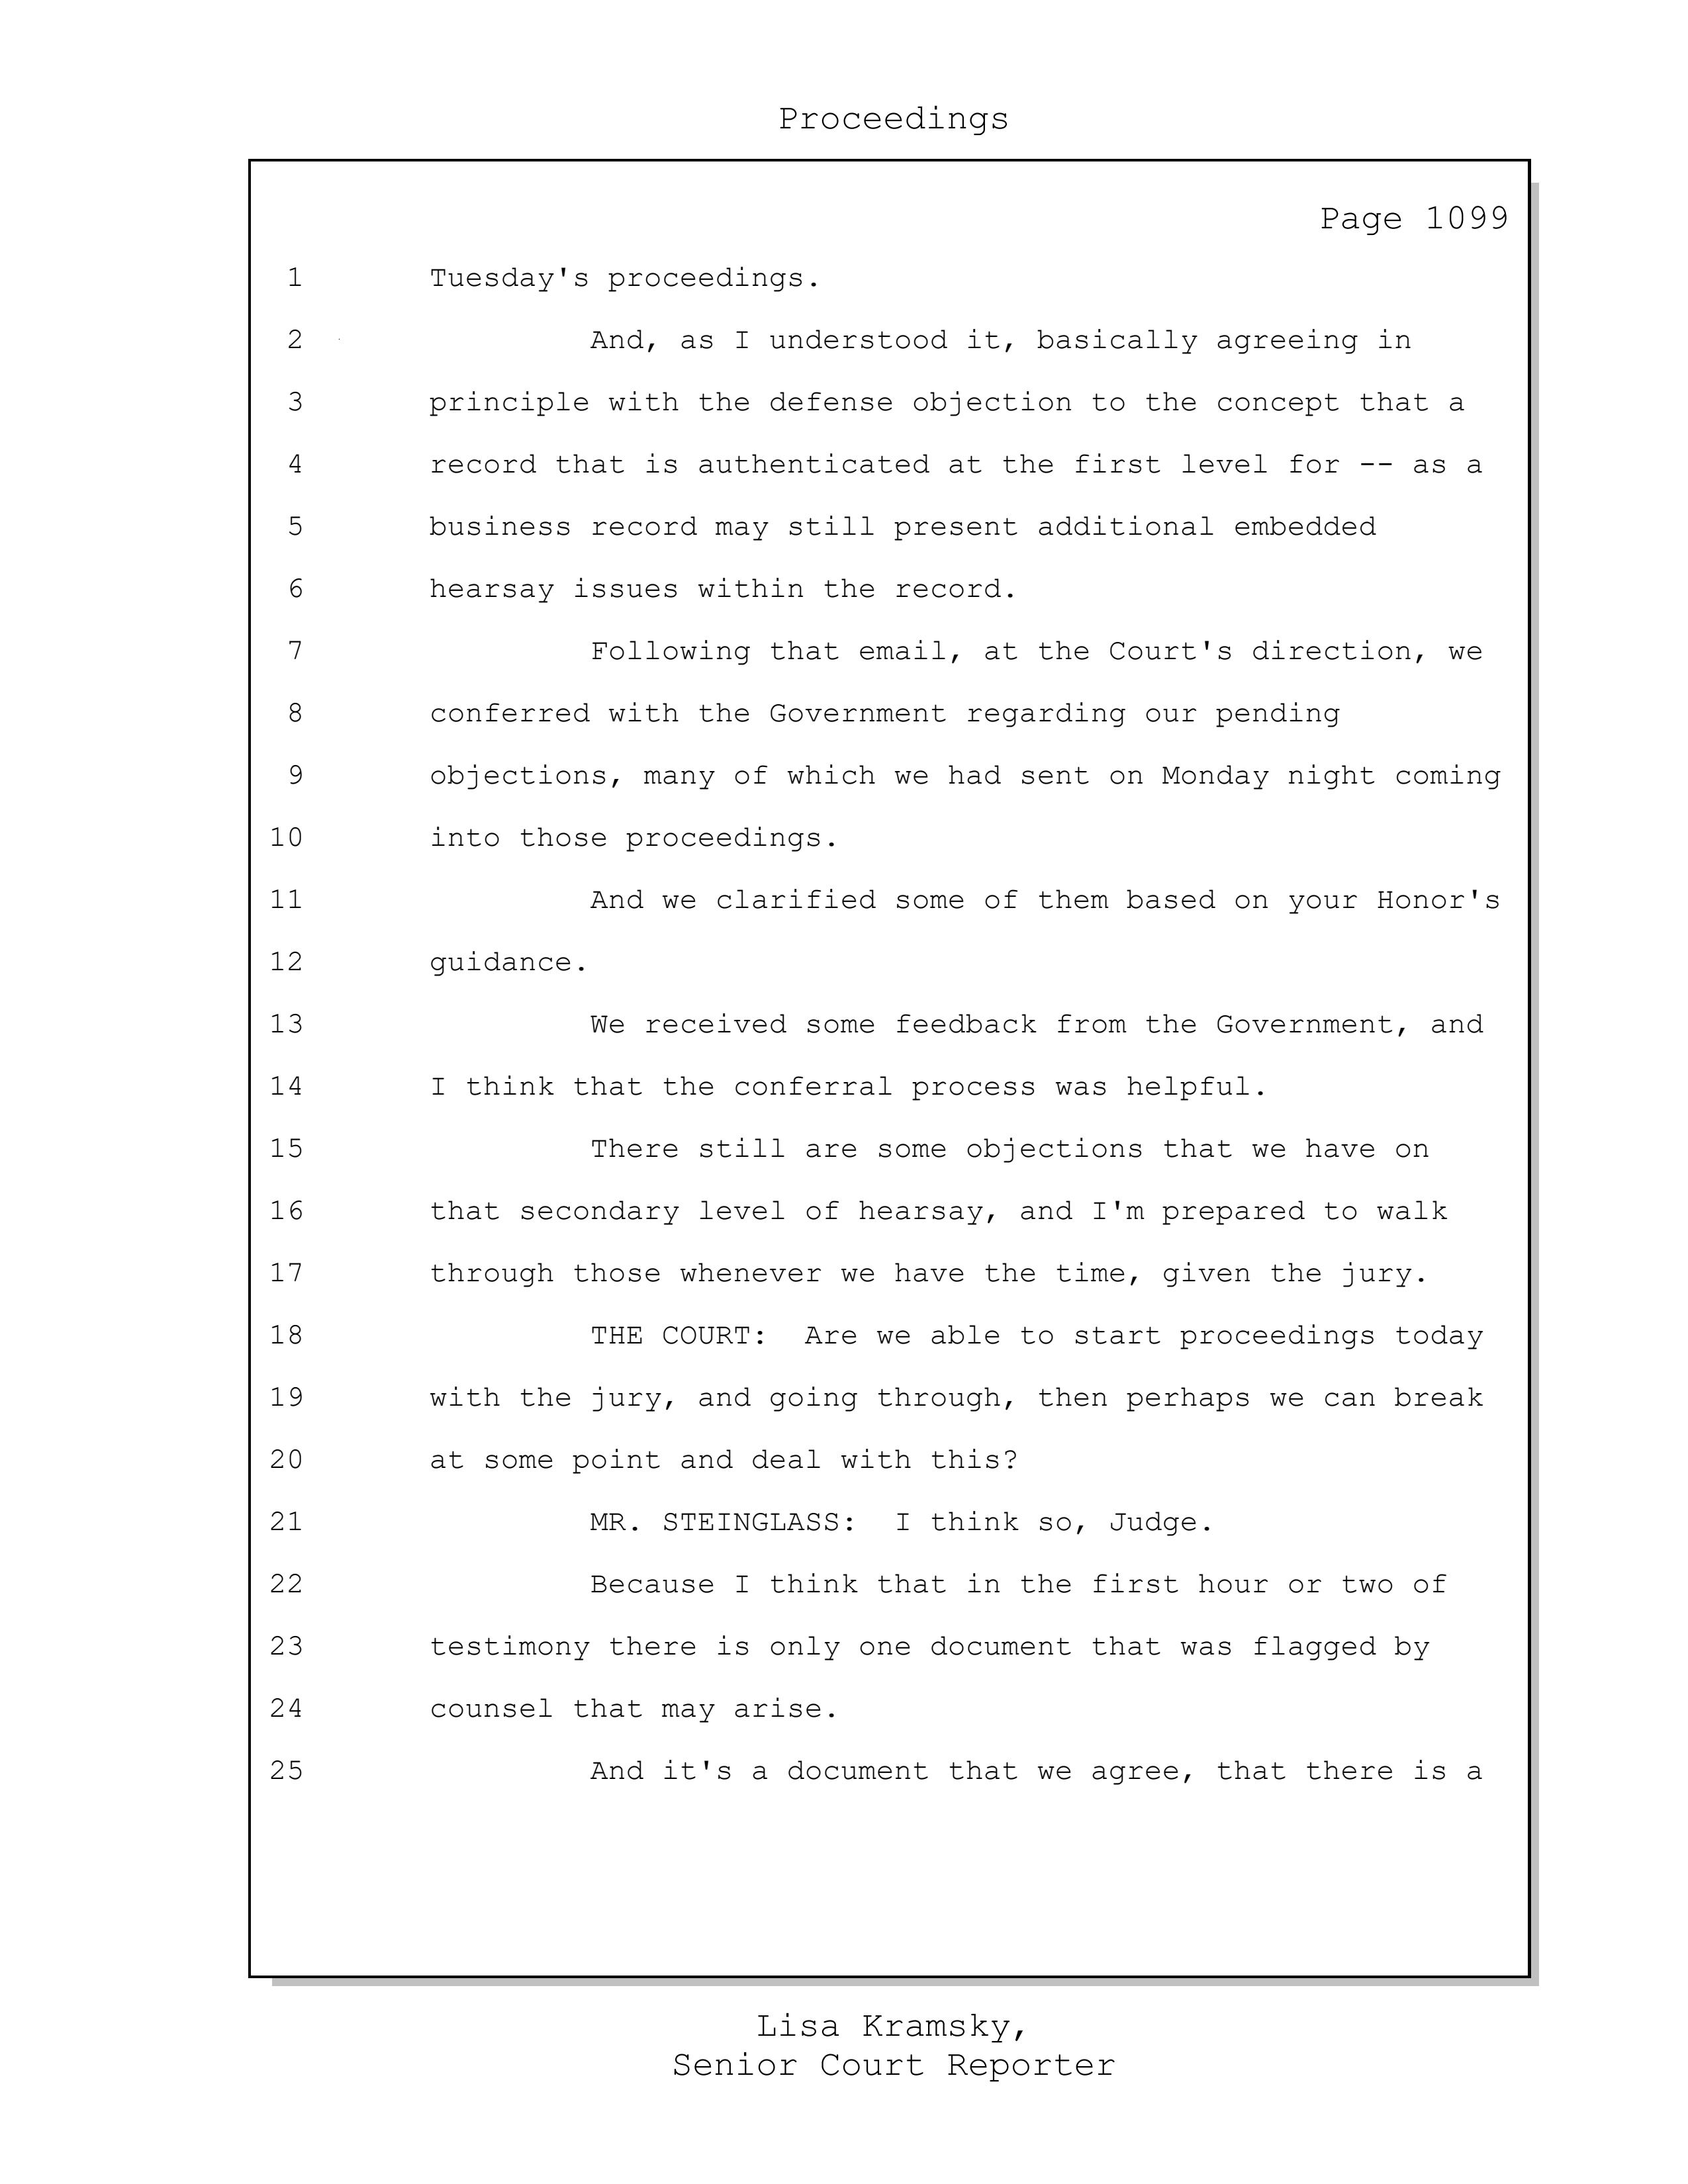 Proceedings
Page 1099
1 Tuesday's proceedings.
2 And, as I understood it, basically agreeing in
3 principle with the defense objection to the concept that a
4 record that is authenticated at the first level for -- as a
5 business record may still present additional embedded
6 hearsay issues within the record.
7 Following that email, at the Court's direction, we
8 conferred with the Government regarding our pending
9 objections, many of which we had sent on Monday night coming
10 into those proceedings.
11 And we clarified some of them based on your Honor's
12 guidance.
13 We received some feedback from the Government, and
14 I think that the conferral process was helpful.
15 There still are some objections that we have on
16 that secondary level of hearsay, and I'm prepared to walk
17 through those whenever we have the time, given the jury.
18 THE COURT: Are we able to start proceedings today
19 with the jury, and going through, then perhaps we can break
20 at some point and deal with this?
21 MR. STEINGLASS: I think so, Judge.
22 Because I think that in the first hour or two of
23 testimony there is only one document that was flagged by
24 counsel that may arise.
25 And it's a document that we agree, that there is a
Lisa Kramsky,
Senior Court Reporter